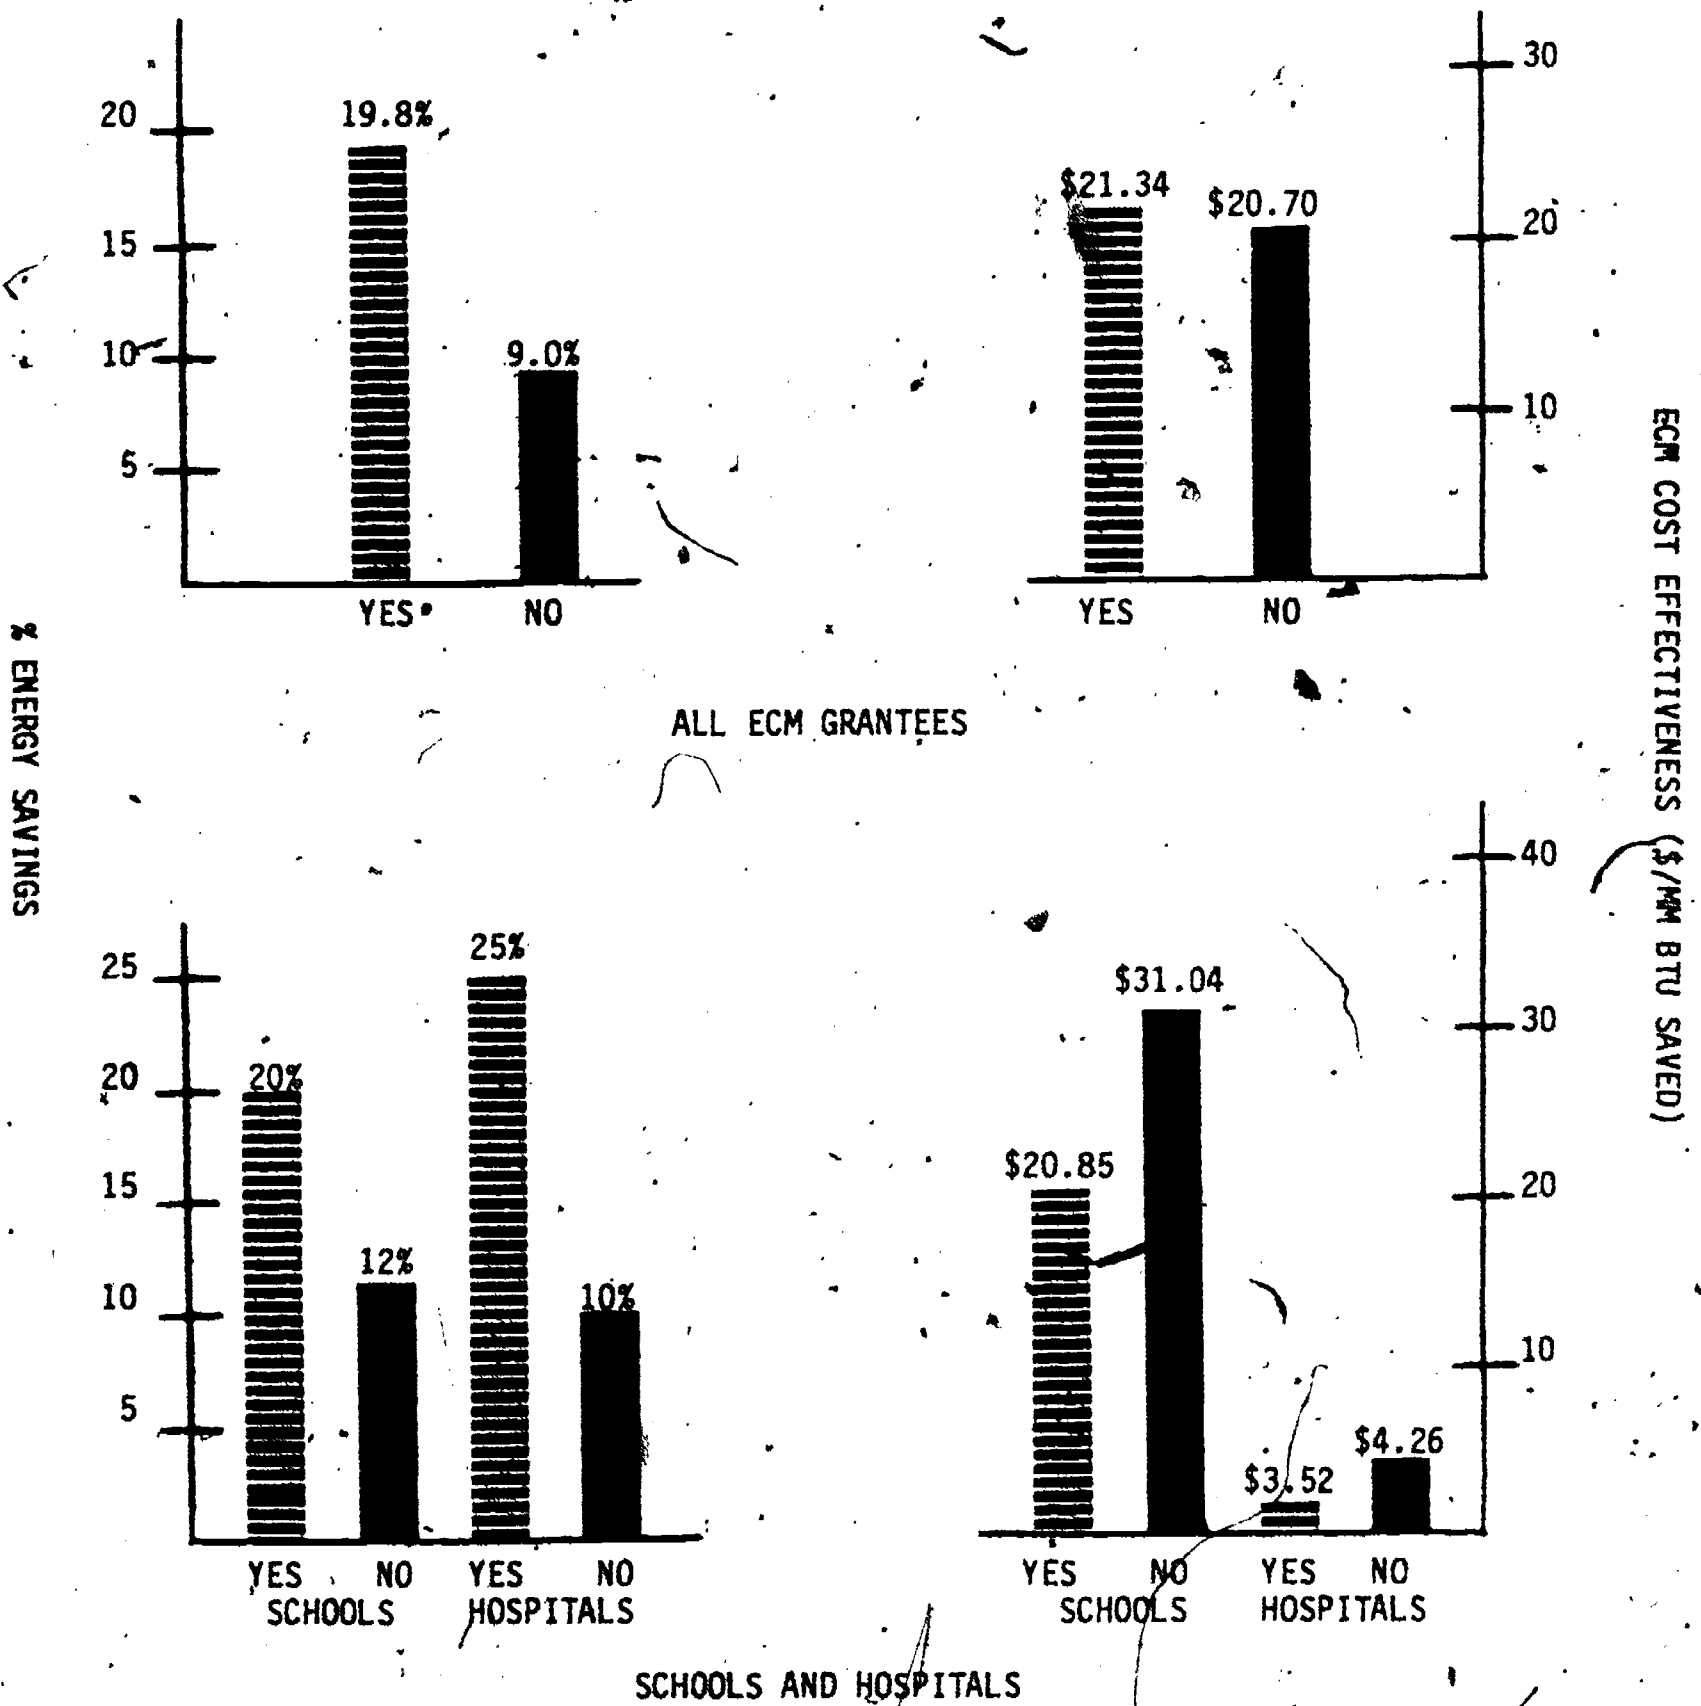 20
15
10
5
19.8%
9.0%
YES NO
$21.34
$20.70
YES NO
30
20
10
ALL ECM GRANTEES
% ENERGY SAVINGS
ECM COST EFFECTIVENESS ($/MM BTU SAVED)
25
20
15
10
5
20%
12%
25%
10%
YES NO YES NO
SCHOOLS HOSPITALS
$20.85
$31.04
$3.52
$4.26
YES NO YES NO
SCHOOLS HOSPITALS
40
30
20
10
SCHOOLS AND HOSPITALS